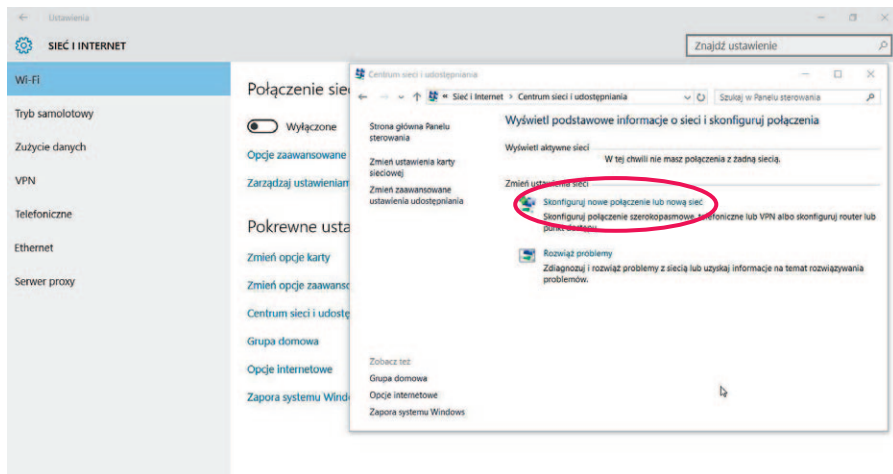 Ustawienia
SIEĆ I INTERNET
Znajdź ustawienie
Wi-Fi
Tryb samolotowy
Zużycie danych
VPN
Telefoniczne
Ethernet
Serwer proxy
Połączenie sie
Wyłączone
Opcje zaawansowane
Zarządzaj ustawieniam
Pokrewne usta
Zmień opcje karty
Zmień opcje zaawanso
Centrum sieci i udostę
Grupa domowa
Opcje internetowe
Zapora systemu Windo
Centrum sieci i udostępniania
« Sieć i Internet > Centrum sieci i udostępniania
Szukaj w Panelu sterowania
Strona główna Panelu
sterowania
Zmień ustawienia karty
sieciowej
Zmień zaawansowane
ustawienia udostępniania
Wyświetl podstawowe informacje o sieci i skonfiguruj połączenia
Wyświetl aktywne sieci
W tej chwili nie masz połączenia z żadną siecią.
Zmień ustawienia sieci
Skonfiguruj nowe połączenie lub nową sieć
Skonfiguruj połączenie szerokopasmowe, telefoniczne lub VPN albo skonfiguruj router lub
punkt dostępu.
Rozwiąż problemy
Zdiagnozuj i rozwiąż problemy z siecią lub uzyskaj informacje na temat rozwiązywania
problemów.
Zobacz też
Grupa domowa
Opcje internetowe
Zapora systemu Windows